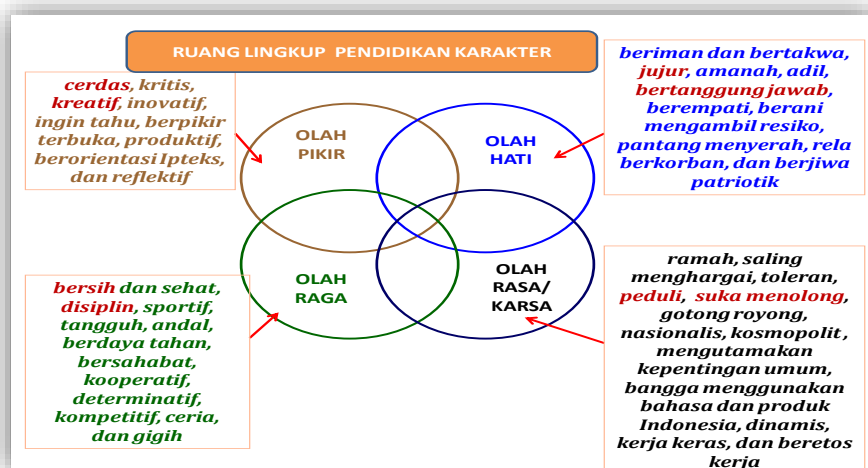 RUANG LINGKUP PENDIDIKAN KARAKTER
cerdas, kritis,
kreatif, inovatif,
ingin tahu, berpikir
terbuka, produktif,
berorientasi Ipteks,
dan reflektif
OLAH
PIKIR
OLAH
HATI
beriman dan bertakwa,
jujur, amanah, adil,
bertanggung jawab,
berempati, berani
mengambil resiko,
pantang menyerah, rela
berkorban, dan berjiwa
patriotik
bersih dan sehat,
disiplin, sportif,
tangguh, andal,
berdaya tahan,
bersahabat,
kooperatif,
determinatif,
kompetitif, ceria,
dan gigih
OLAH
RAGA
OLAH
RASA/
KARSA
ramah, saling
menghargai, toleran,
peduli, suka menolong,
gotong royong,
nasionalis, kosmopolit,
mengutamakan
kepentingan umum,
bangga menggunakan
bahasa dan produk
Indonesia, dinamis,
kerja keras, dan beretos
kerja